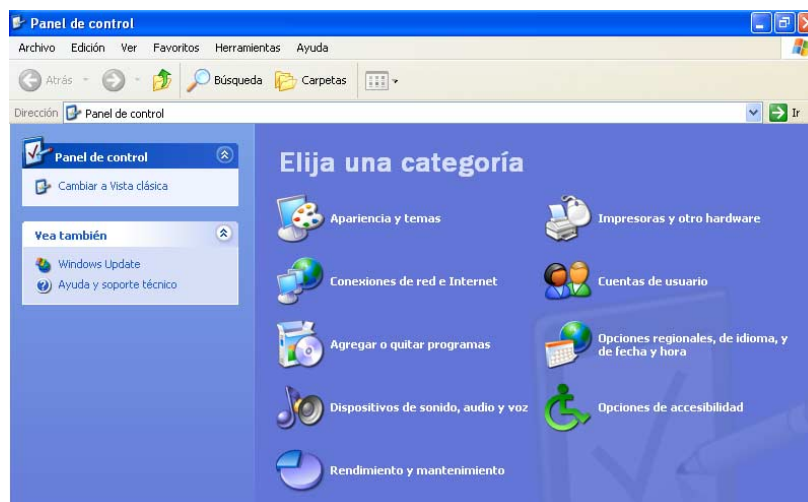 Panel de control
Archivo Edición Ver Favoritos Herramientas Ayuda
Atrás Búsqueda Carpetas
Dirección Panel de control Ir
Panel de control
Cambiar a Vista clásica
Vea también
Windows Update
Ayuda y soporte técnico
Elija una categoría
Apariencia y temas
Impresoras y otro hardware
Conexiones de red e Internet
Cuentas de usuario
Agregar o quitar programas
Opciones regionales, de idioma, y
de fecha y hora
Dispositivos de sonido, audio y voz
Opciones de accesibilidad
Rendimiento y mantenimiento